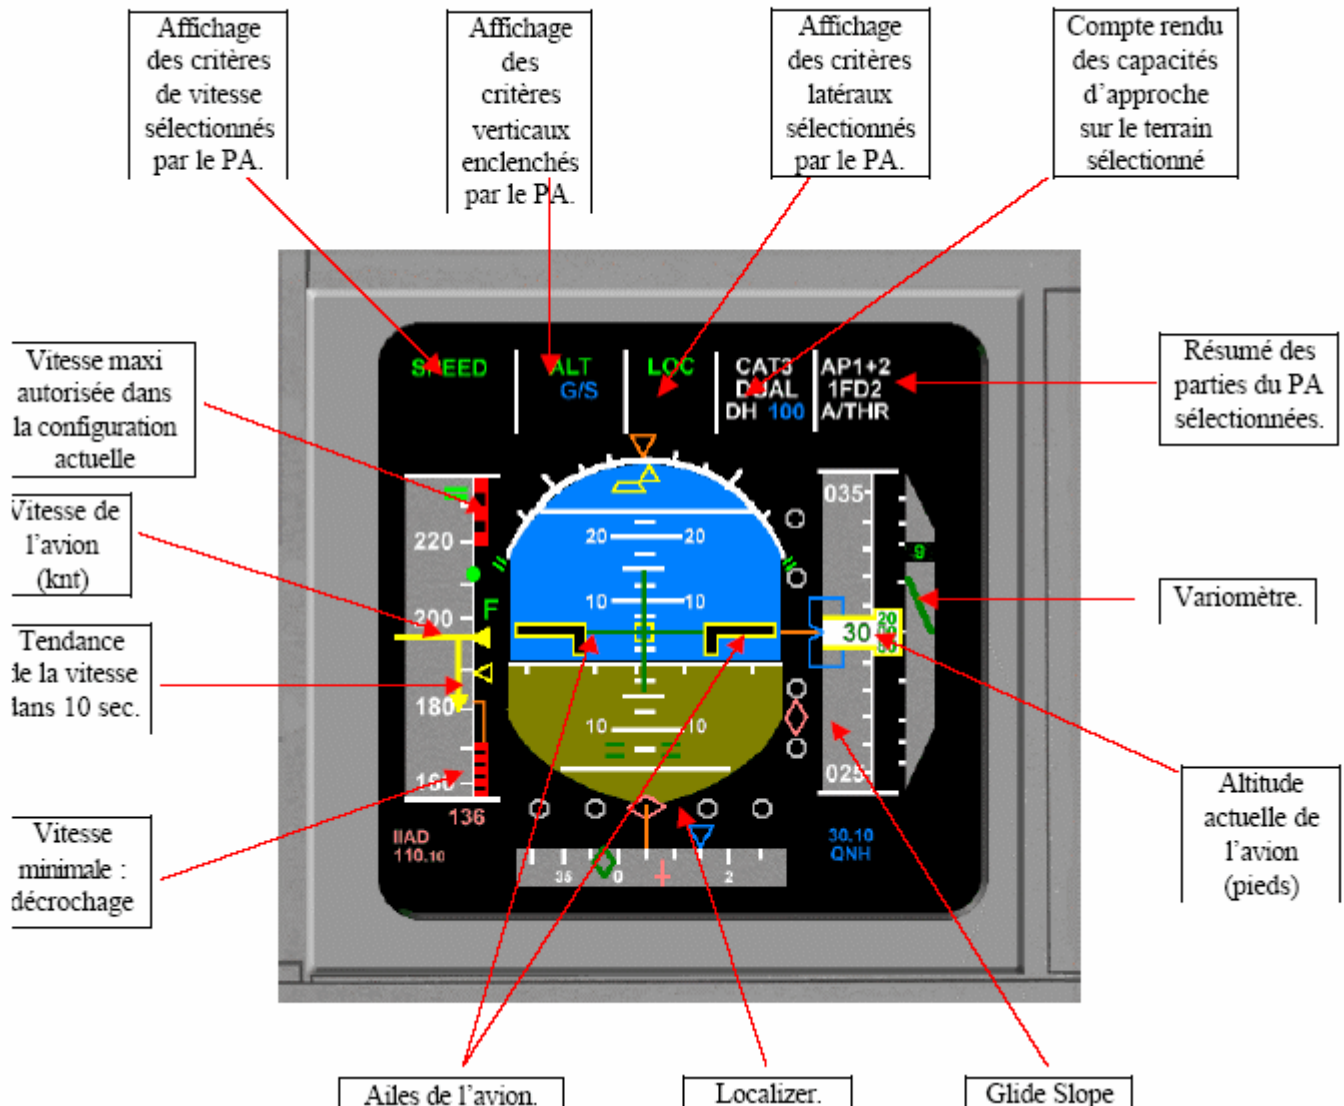 Affichage
des critères
de vitesse
sélectionnés
par le PA.
Affichage
des
critères
verticaux
enclenchés
par le PA.
Affichage
des critères
latéraux
sélectionnés
par le PA.
Compte rendu
des capacités
d'approche
sur le terrain
sélectionné
Vitesse maxi
autorisée dans
la configuration
actuelle
Vitesse de
l'avion
(knt)
Tendance
de la vitesse
dans 10 sec.
Vitesse
minimale :
décrochage
SPEED
ALT
G/S
LOC
CAT3
DUAL
DH 100
AP1+2
1FD2
A/THR
220
200
180
160
F
136
IIAD
110.10
20 20
10 10
10 10
035
30
20
025
30.10
QNH
35 0 2
Résumé des
parties du PA
sélectionnées.
Variomètre.
Altitude
actuelle de
l'avion
(pieds)
Ailes de l'avion.
Localizer.
Glide Slope